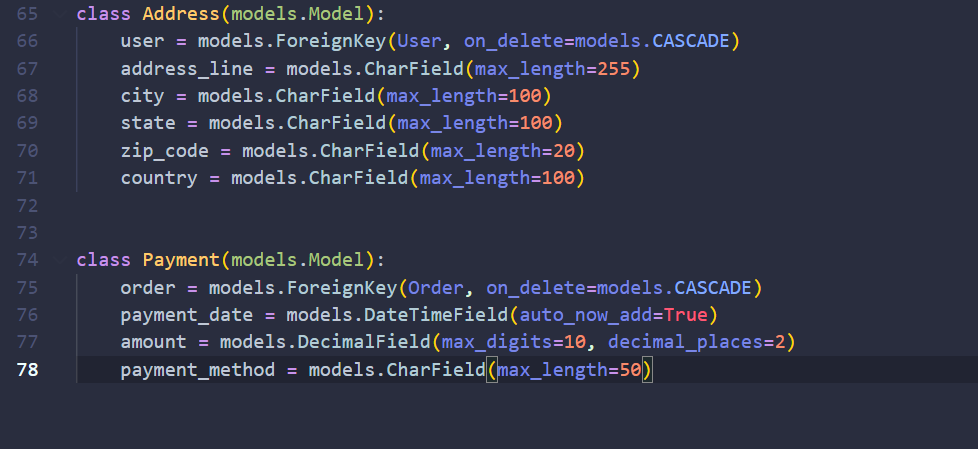 65 class Address(models.Model):
66     user = models.ForeignKey(User, on_delete=models.CASCADE)
67     address_line = models.CharField(max_length=255)
68     city = models.CharField(max_length=100)
69     state = models.CharField(max_length=100)
70     zip_code = models.CharField(max_length=20)
71     country = models.CharField(max_length=100)
72
73
74 class Payment(models.Model):
75     order = models.ForeignKey(Order, on_delete=models.CASCADE)
76     payment_date = models.DateTimeField(auto_now_add=True)
77     amount = models.DecimalField(max_digits=10, decimal_places=2)
78     payment_method = models.CharField(max_length=50)